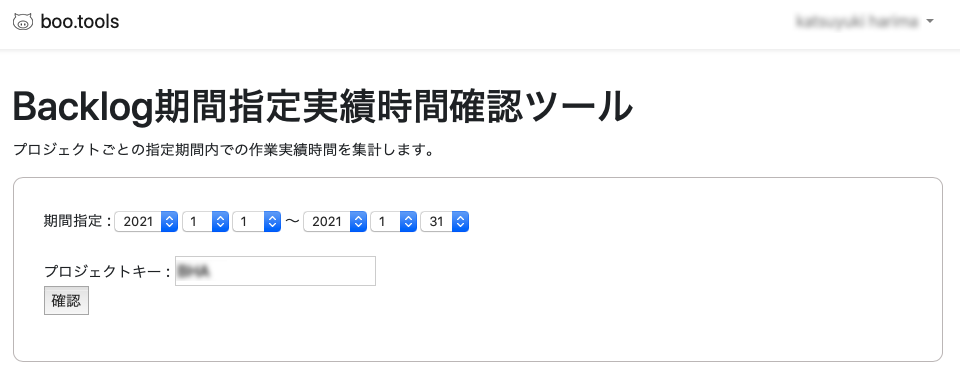 boo.tools
Backlog期間指定実績時間確認ツール
プロジェクトごとの指定期間内での作業実績時間を集計します。
期間指定 : 2021 1 1 〜 2021 1 31
プロジェクトキー :
確認